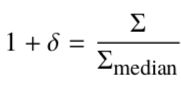 1 + δ = Σ / Σ_median